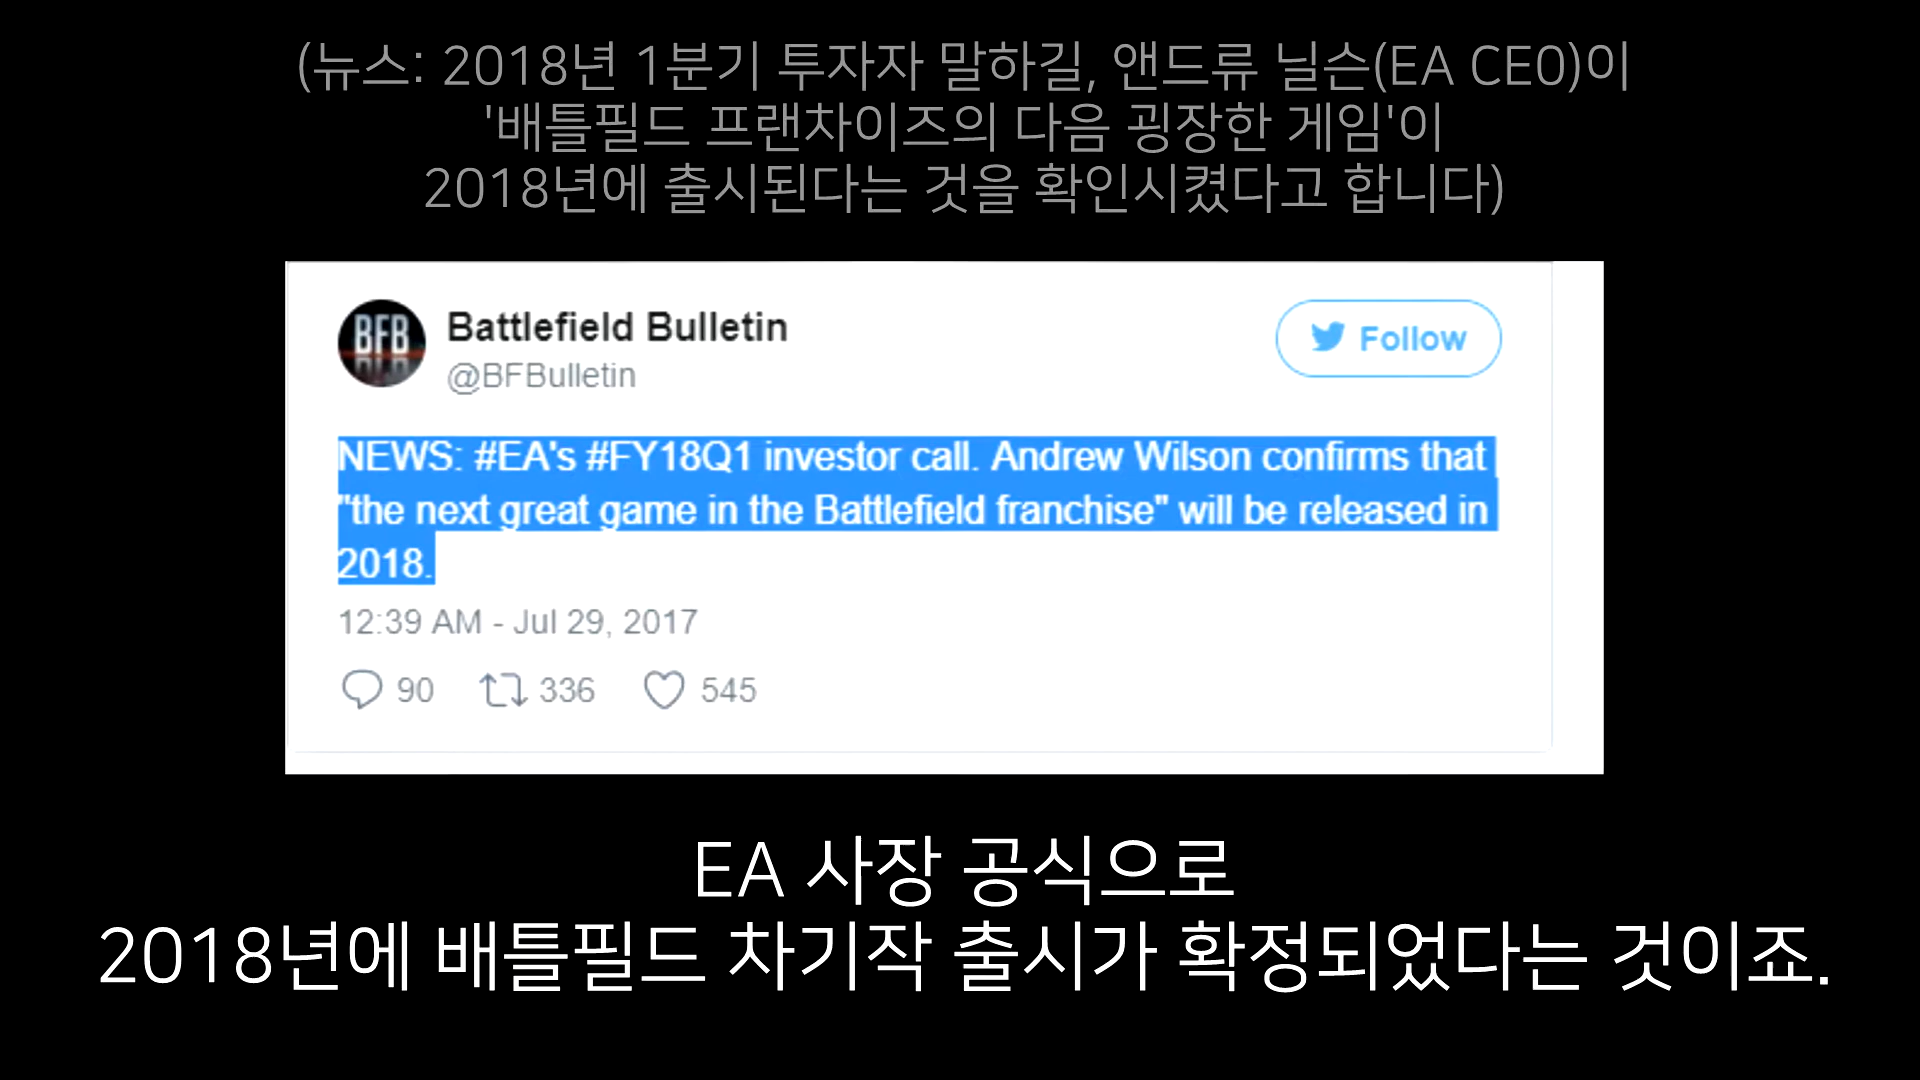 (뉴스: 2018년 1분기 투자자 말하길, 앤드류 닐슨(EA CEO)이
'배틀필드 프랜차이즈의 다음 굉장한 게임'이
2018년에 출시된다는 것을 확인시켰다고 합니다)
BFB
Battlefield Bulletin
@BFBulletin
Follow
NEWS: #EA's #FY18Q1 investor call. Andrew Wilson confirms that
"the next great game in the Battlefield franchise" will be released in
2018.
12:39 AM - Jul 29, 2017
90 336 545
EA 사장 공식으로
2018년에 배틀필드 차기작 출시가 확정되었다는 것이죠.